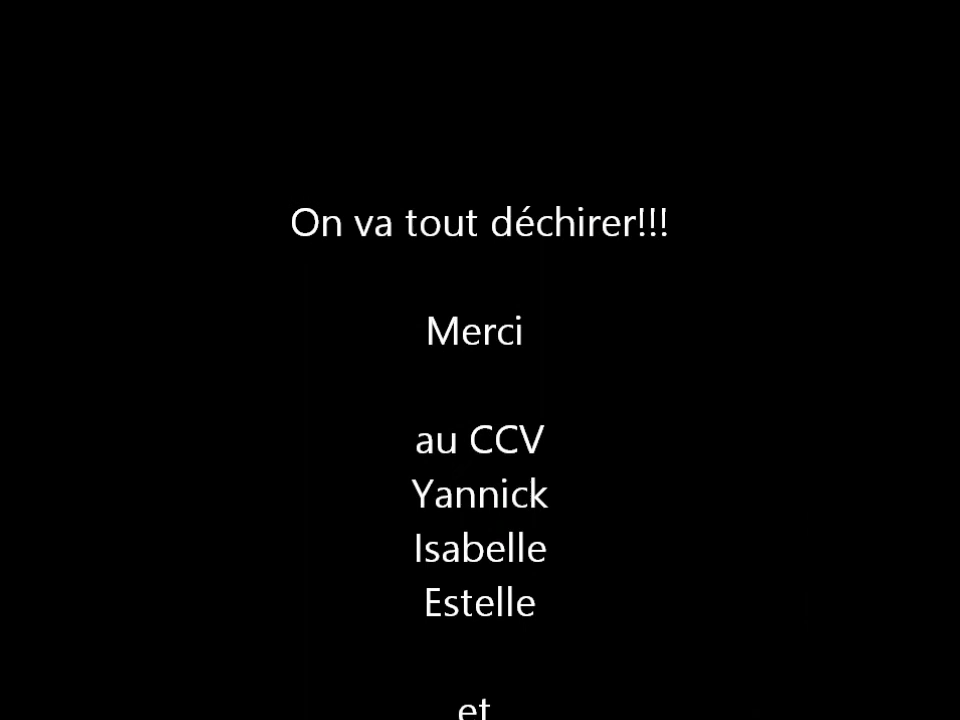 On va tout déchirer!!!
Merci
au CCV
Yannick
Isabelle
Estelle
et